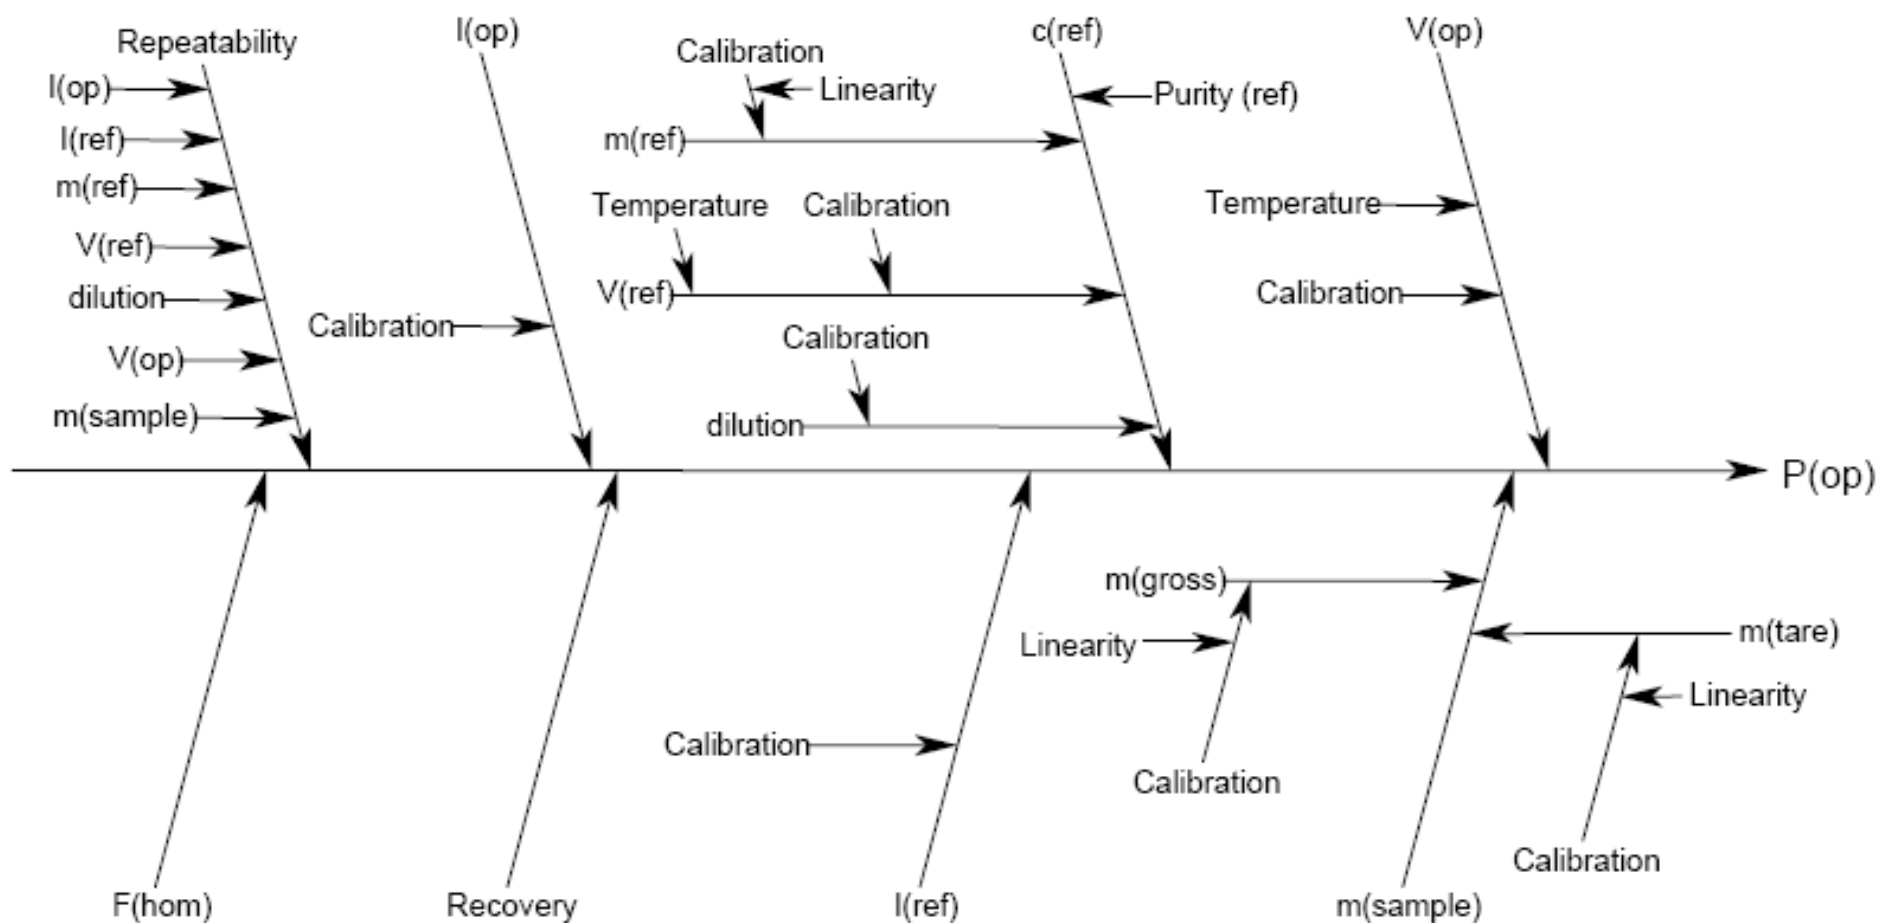 Repeatability
I(op)
I(ref)
m(ref)
V(ref)
dilution
V(op)
m(sample)
I(op)
Calibration
Calibration
Linearity
m(ref)
Temperature
Calibration
V(ref)
Calibration
dilution
c(ref)
Purity (ref)
V(op)
Temperature
Calibration
P(op)
F(hom)
Recovery
Calibration
I(ref)
m(gross)
Linearity
Calibration
m(tare)
Linearity
Calibration
m(sample)